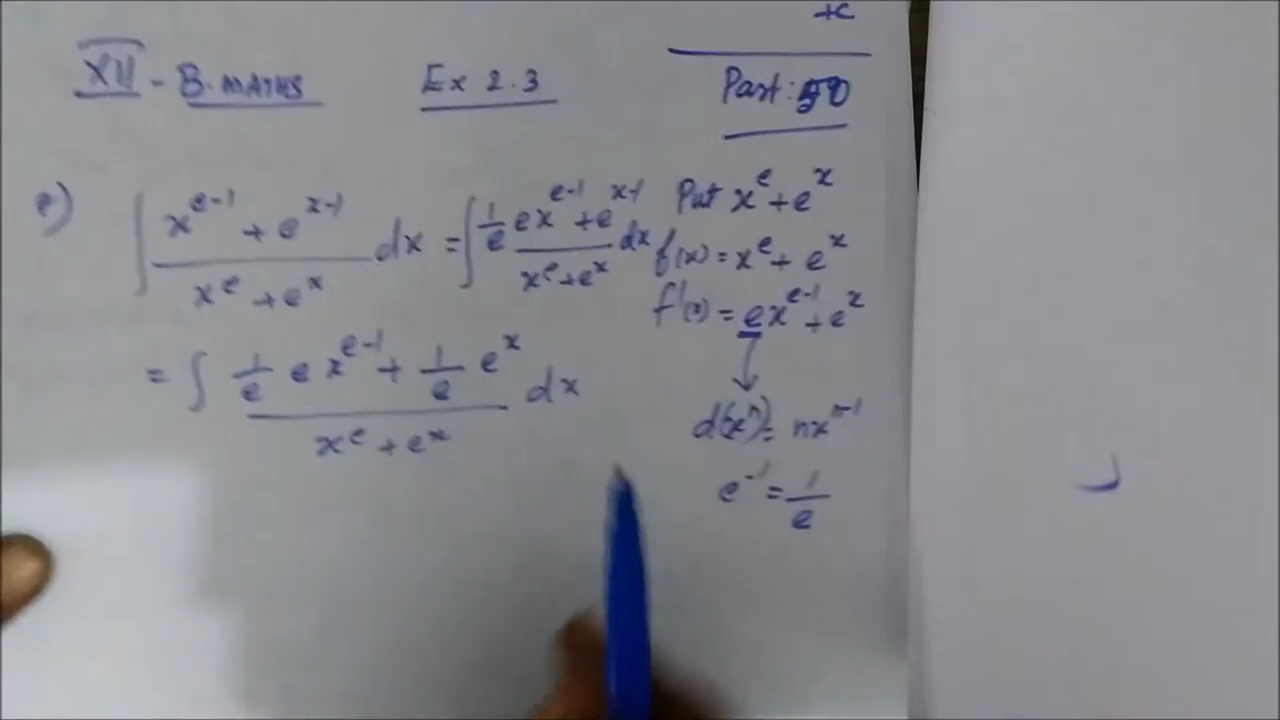 +c
XII - B. MATHS Ex 2.3 Part: 50
∫ (x^(e-1) + e^(x-1)) / (x^e + e^x) dx = ∫ (1/e e x^(e-1) + e^(x-1)) / (x^e + e^x) dx
= ∫ (1/e e x^(e-1) + 1/e e^x) / (x^e + e^x) dx
Put x^e + e^x
f(x) = x^e + e^x
f'(x) = e x^(e-1) + e^x
d(x^n) = nx^(n-1)
e^(-1) = 1/e